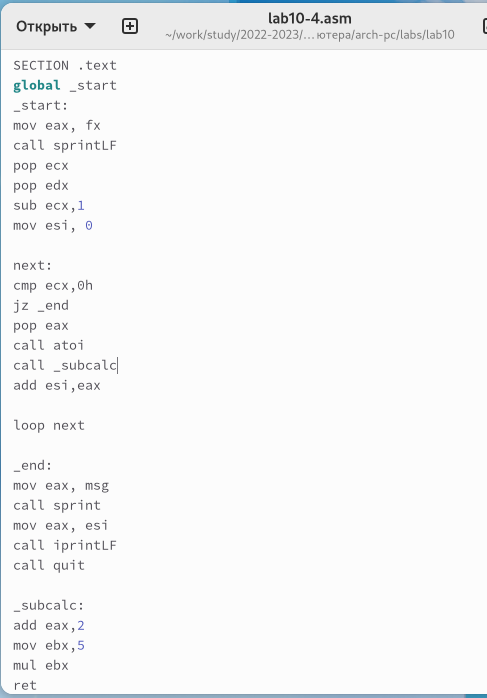 Открыть
lab10-4.asm
~/work/study/2022-2023/... ютера/arch-pc/labs/lab10
SECTION .text
global _start
_start:
mov eax, fx
call sprintLF
pop ecx
pop edx
sub ecx,1
mov esi, 0
next:
cmp ecx,0h
jz _end
pop eax
call atoi
call _subcalc
add esi,eax
loop next
_end:
mov eax, msg
call sprint
mov eax, esi
call iprintLF
call quit
_subcalc:
add eax,2
mov ebx,5
mul ebx
ret